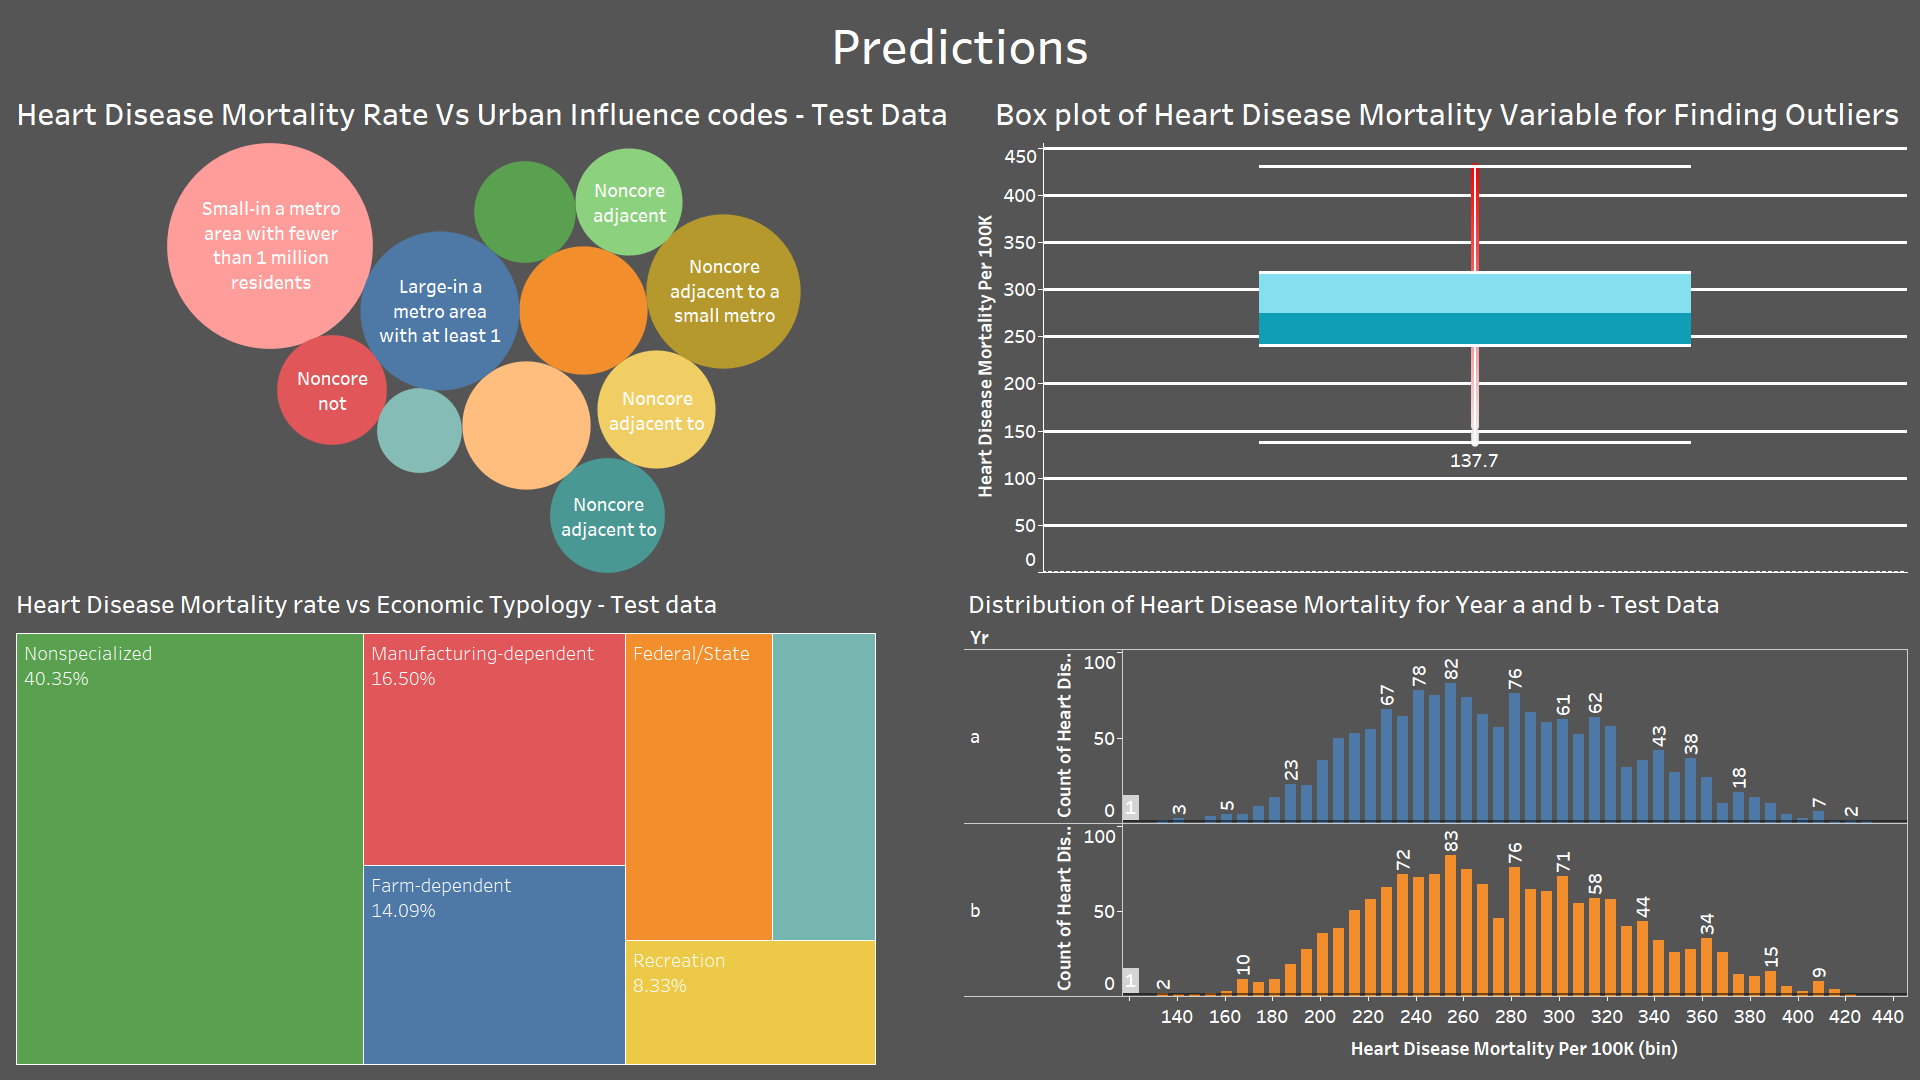 Predictions
Heart Disease Mortality Rate Vs Urban Influence codes - Test Data
Small-in a metro
area with fewer
than 1 million
residents
Large-in a
metro area
with at least 1
Noncore
adjacent
Noncore
adjacent to a
small metro
Noncore
not
Noncore
adjacent to
Noncore
adjacent to
Box plot of Heart Disease Mortality Variable for Finding Outliers
Heart Disease Mortality Per 100K
450
400
350
300
250
200
150
100
50
0
137.7
Heart Disease Mortality rate vs Economic Typology - Test data
Nonspecialized
40.35%
Manufacturing-dependent
16.50%
Farm-dependent
14.09%
Federal/State
Recreation
8.33%
Distribution of Heart Disease Mortality for Year a and b - Test Data
Yr
a
Count of Heart Dis..
100
50
0
1
3
5
23
67
78
82
76
61
62
43
38
18
7
2
b
Count of Heart Dis..
100
50
0
1
2
10
72
83
76
71
58
44
34
15
9
140 160 180 200 220 240 260 280 300 320 340 360 380 400 420 440
Heart Disease Mortality Per 100K (bin)